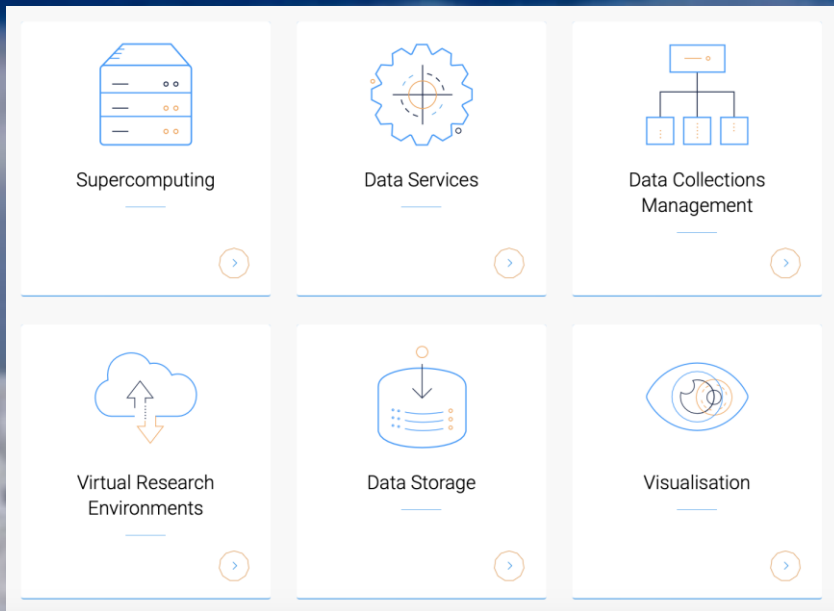 Supercomputing
Data Services
Data Collections
Management
Virtual Research
Environments
Data Storage
Visualisation